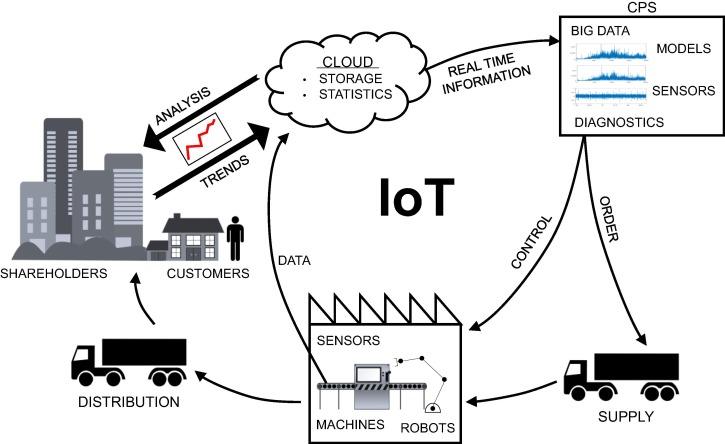 CPS
BIG DATA
MODELS
SENSORS
DIAGNOSTICS
CLOUD
• STORAGE
• STATISTICS
REAL TIME
INFORMATION
ANALYSIS
TRENDS
IoT
SHAREHOLDERS
CUSTOMERS
DATA
CONTROL
ORDER
SENSORS
MACHINES
ROBOTS
DISTRIBUTION
SUPPLY